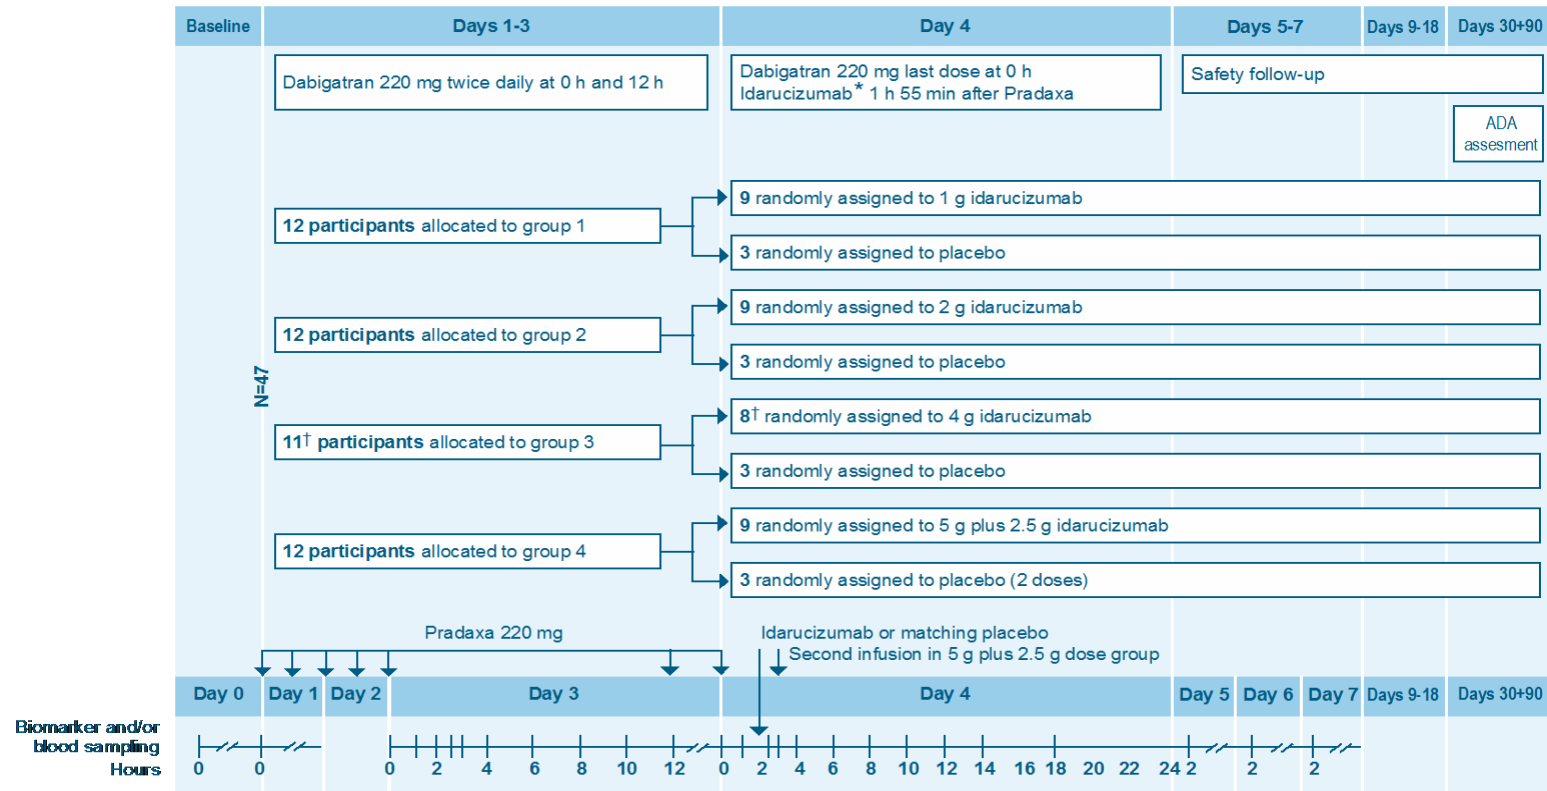 Baseline
Days 1-3
Day 4
Days 5-7
Days 9-18
Days 30+90
Dabigatran 220 mg twice daily at 0 h and 12 h
Dabigatran 220 mg last dose at 0 h
Idarucizumab* 1 h 55 min after Pradaxa
Safety follow-up
ADA
assesment
N=47
12 participants allocated to group 1
9 randomly assigned to 1 g idarucizumab
3 randomly assigned to placebo
12 participants allocated to group 2
9 randomly assigned to 2 g idarucizumab
3 randomly assigned to placebo
11† participants allocated to group 3
8† randomly assigned to 4 g idarucizumab
3 randomly assigned to placebo
12 participants allocated to group 4
9 randomly assigned to 5 g plus 2.5 g idarucizumab
3 randomly assigned to placebo (2 doses)
Pradaxa 220 mg
Idarucizumab or matching placebo
Second infusion in 5 g plus 2.5 g dose group
Day 0
Day 1
Day 2
Day 3
Day 4
Day 5
Day 6
Day 7
Days 9-18
Days 30+90
Biomarker and/or
blood sampling
Hours
0 0 0 2 4 6 8 10 12 0 2 4 6 8 10 12 14 16 18 20 22 24 2 2 2